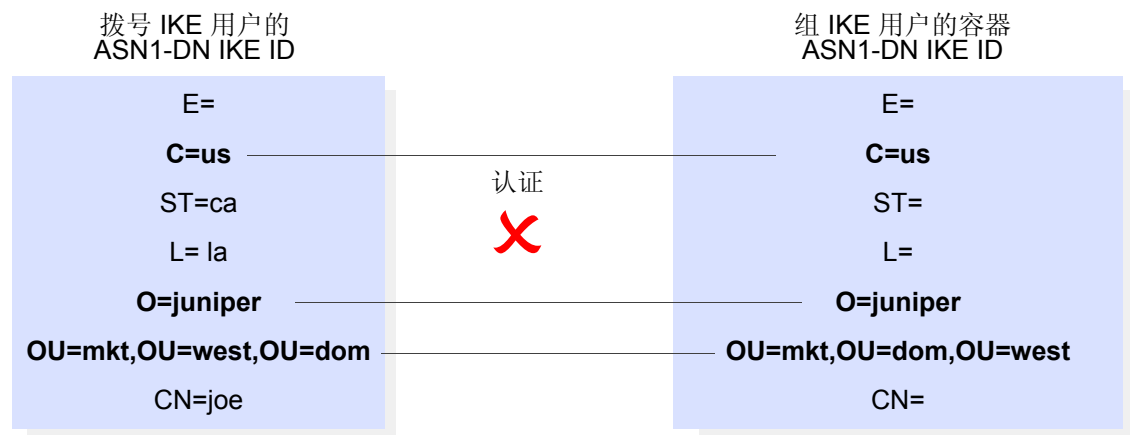 拨号 IKE 用户的
ASN1-DN IKE ID
E=
C=us
ST=ca
L= la
O=juniper
OU=mkt,OU=west,OU=dom
CN=joe
认证
组 IKE 用户的容器
ASN1-DN IKE ID
E=
C=us
ST=
L=
O=juniper
OU=mkt,OU=dom,OU=west
CN=